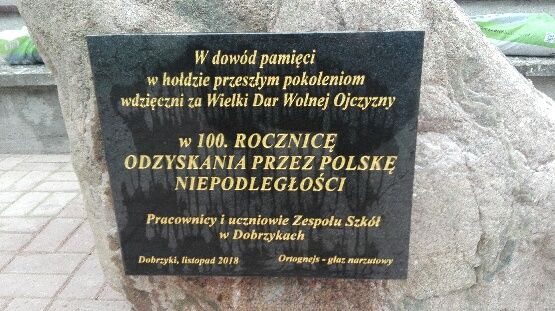 W dowód pamięci
w hołdzie przeszłym pokoleniom
wdzięczni za Wielki Dar Wolnej Ojczyzny
w 100. ROCZNICĘ
ODZYSKANIA PRZEZ POLSKĘ
NIEPODLEGŁOŚCI
Pracownicy i uczniowie Zespołu Szkół
w Dobrzykach
Dobrzyki, listopad 2018 Ortognejs - głaz narzutowy